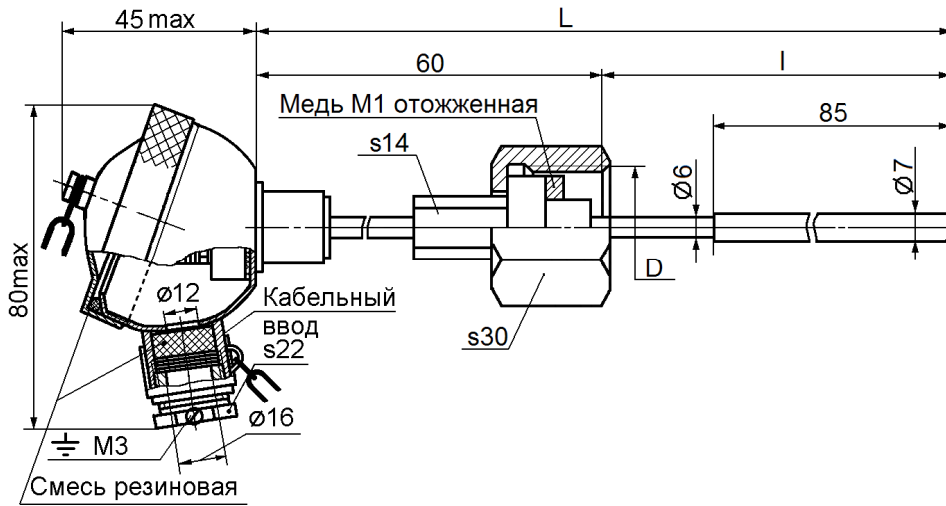 45 max
L
60
l
Медь М1 отожженная
85
s14
Ø6
Ø7
80max
D
ø12
Кабельный
ввод
s22
s30
ø16
М3
Смесь резиновая